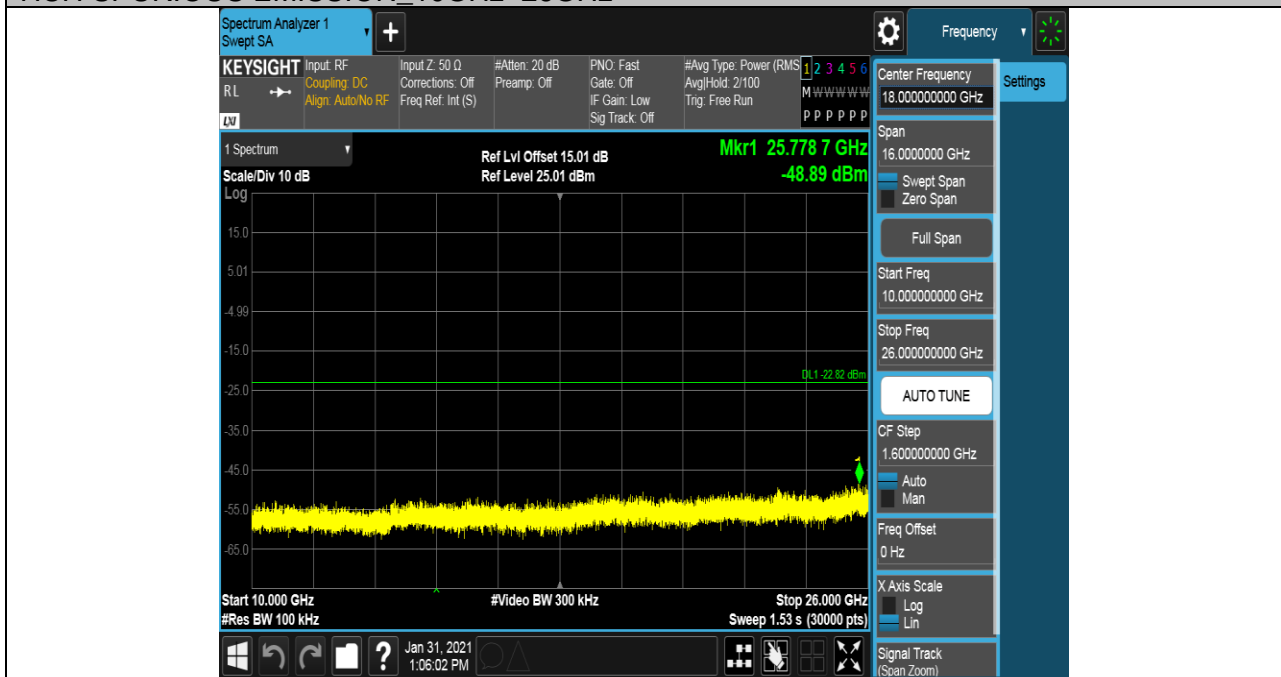 Spectrum Analyzer 1
Swept SA
+
Frequency
KEYSIGHT
RL
LXI
Input: RF
Coupling: DC
Align: Auto/No RF
Input Z: 50 Ω
Corrections: Off
Freq Ref: Int (S)
#Atten: 20 dB
Preamp: Off
PNO: Fast
Gate: Off
IF Gain: Low
Sig Track: Off
#Avg Type: Power (RMS
Avg|Hold: 2/100
Trig: Free Run
1 2 3 4 5 6
M W W W W W
P P P P P P
1 Spectrum
Scale/Div 10 dB
Ref Lvl Offset 15.01 dB
Ref Level 25.01 dBm
Mkr1 25.778 7 GHz
-48.89 dBm
Log
15.0
5.01
-4.99
-15.0
DL1 -22.82 dBm
-25.0
-35.0
-45.0
1
-55.0
-65.0
Start 10.000 GHz
#Res BW 100 kHz
#Video BW 300 kHz
Stop 26.000 GHz
Sweep 1.53 s (30000 pts)
?
Jan 31, 2021
1:06:02 PM
Center Frequency
18.000000000 GHz
Settings
Span
16.0000000 GHz
Swept Span
Zero Span
Full Span
Start Freq
10.000000000 GHz
Stop Freq
26.000000000 GHz
AUTO TUNE
CF Step
1.600000000 GHz
Auto
Man
Freq Offset
0 Hz
X Axis Scale
Log
Lin
Signal Track
(Span Zoom)